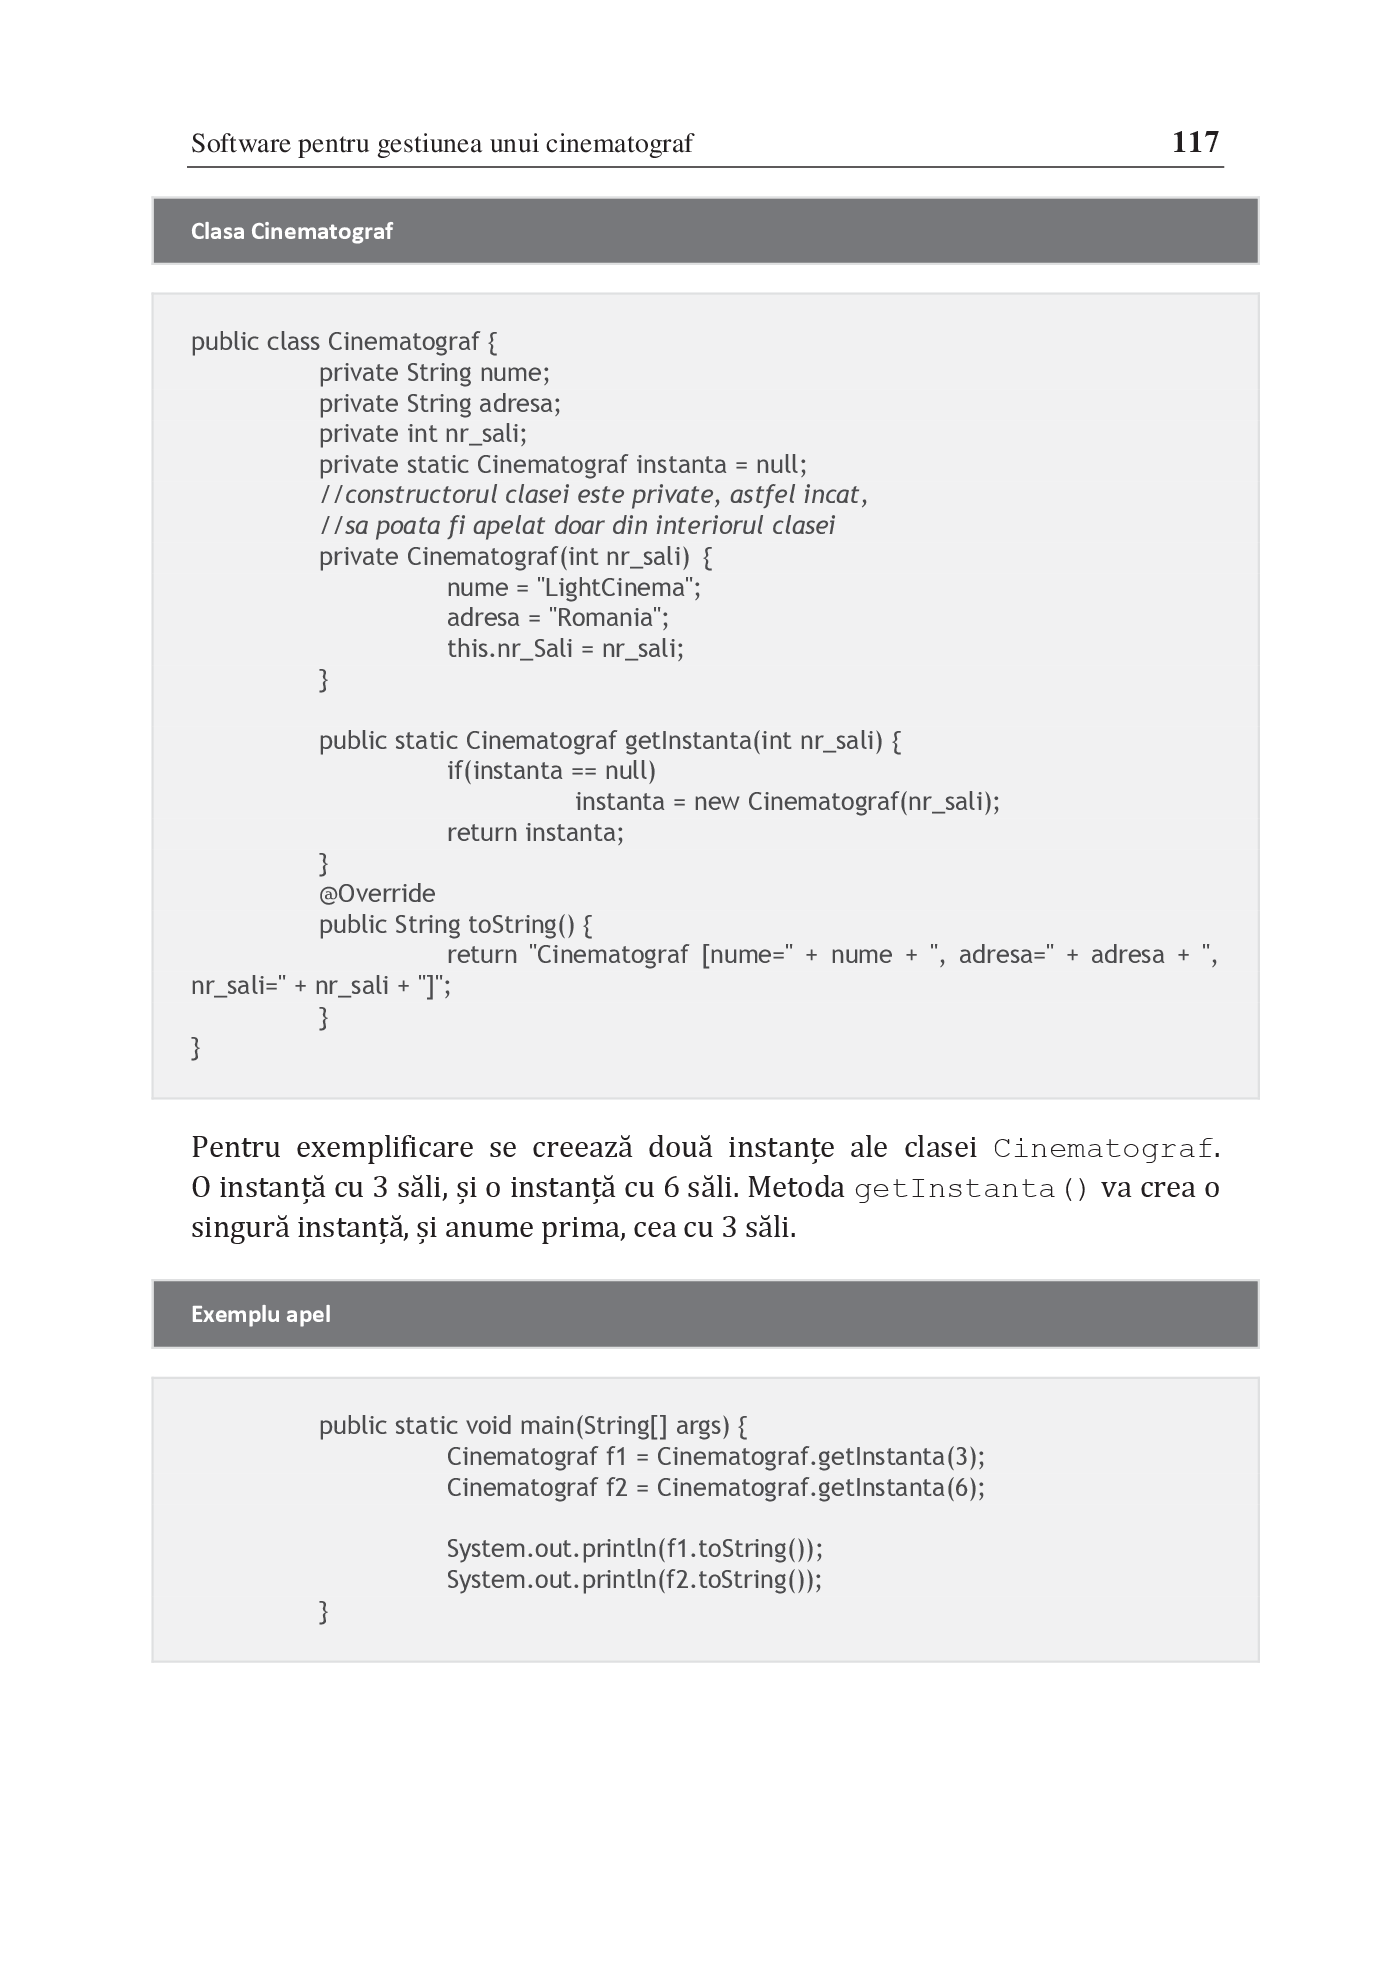 Software pentru gestiunea unui cinematograf 117
Clasa Cinematograf
public class Cinematograf {
private String nume;
private String adresa;
private int nr_sali;
private static Cinematograf instanta = null;
//constructorul clasei este private, astfel incat,
//sa poata fi apelat doar din interiorul clasei
private Cinematograf(int nr_sali) {
nume = "LightCinema";
adresa = "Romania";
this.nr_Sali = nr_sali;
}
public static Cinematograf getInstanta(int nr_sali) {
if(instanta == null)
instanta = new Cinematograf(nr_sali);
return instanta;
}
@Override
public String toString() {
return "Cinematograf [nume=" + nume + ", adresa=" + adresa + ",
nr_sali=" + nr_sali + "]";
}
}
Pentru exemplificare se creează două instanțe ale clasei Cinematograf.
O instanță cu 3 săli, și o instanță cu 6 săli. Metoda getInstanta() va crea o
singură instanță, și anume prima, cea cu 3 săli.
Exemplu apel
public static void main(String[] args) {
Cinematograf f1 = Cinematograf.getInstanta(3);
Cinematograf f2 = Cinematograf.getInstanta(6);
System.out.println(f1.toString());
System.out.println(f2.toString());
}